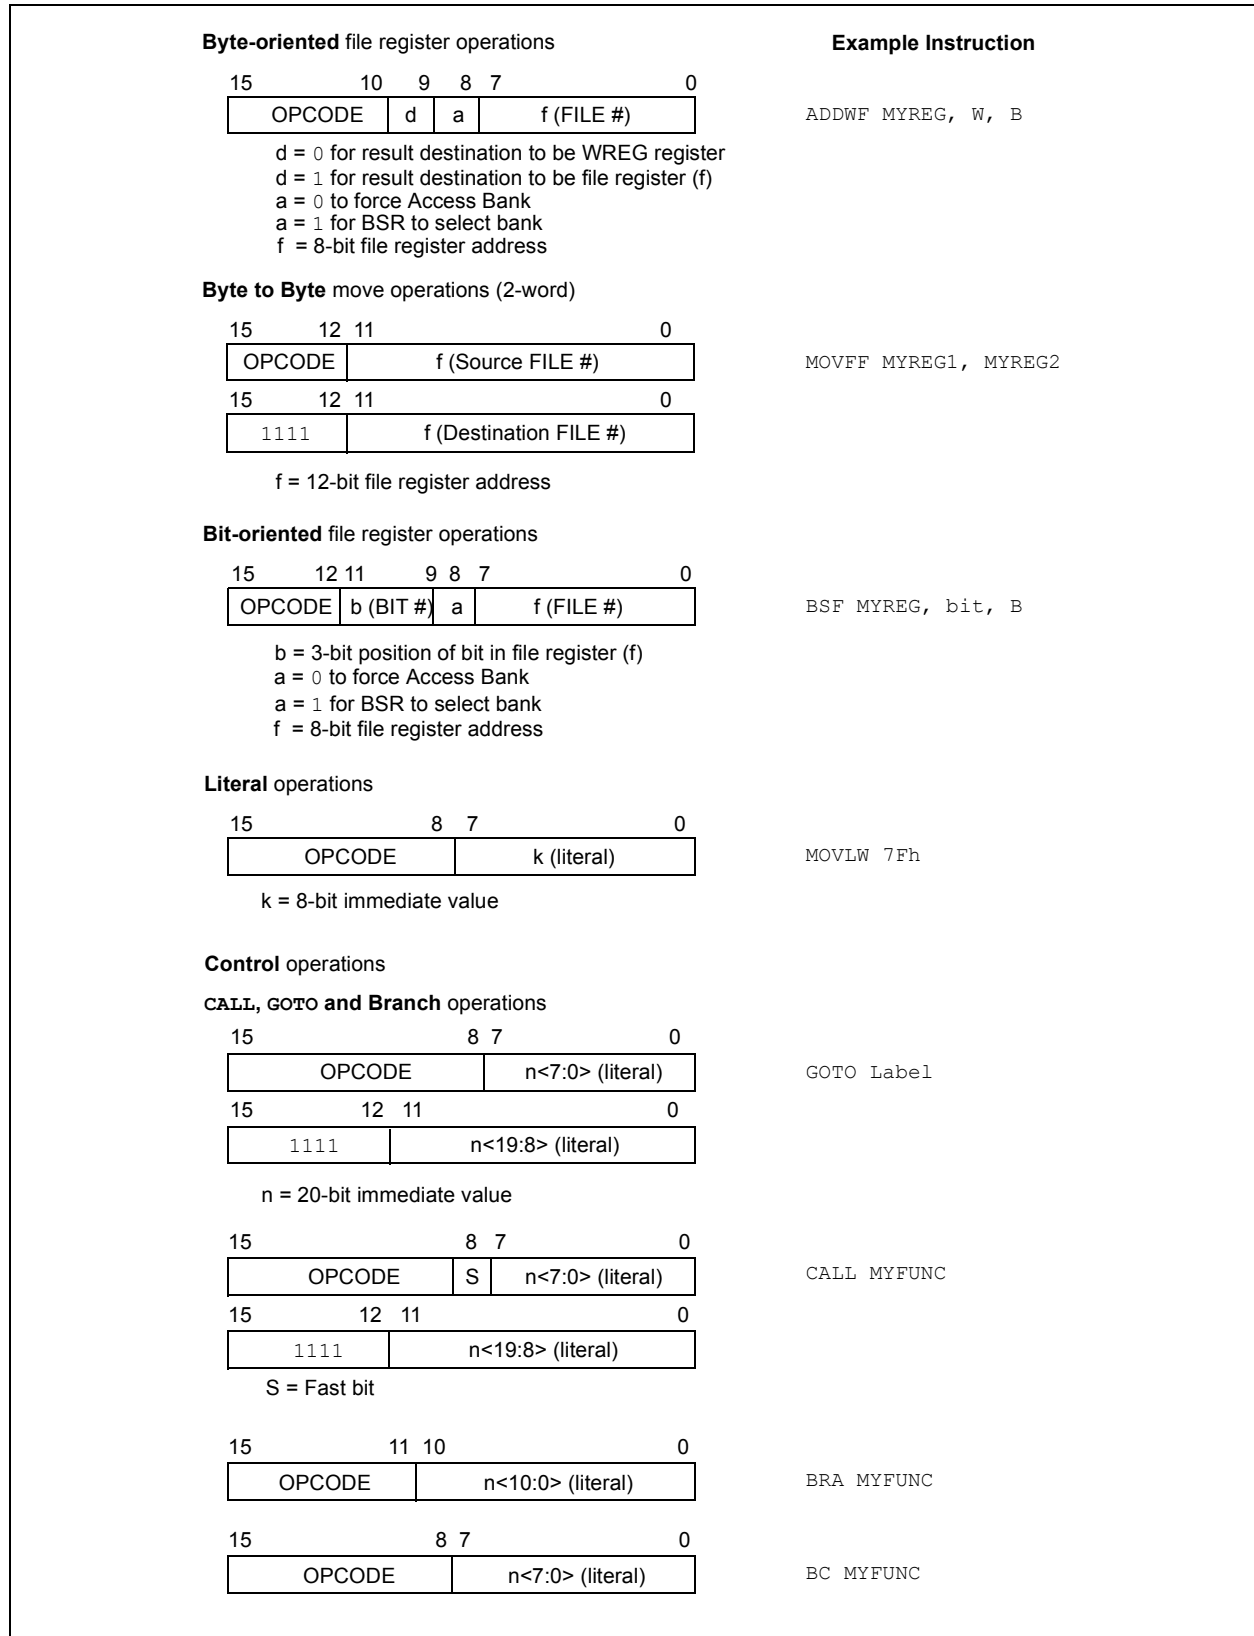 Byte-oriented file register operations Example Instruction
15 10 9 8 7 0
OPCODE d a f (FILE #) ADDWF MYREG, W, B
d = 0 for result destination to be WREG register
d = 1 for result destination to be file register (f)
a = 0 to force Access Bank
a = 1 for BSR to select bank
f = 8-bit file register address
Byte to Byte move operations (2-word)
15 12 11 0
OPCODE f (Source FILE #) MOVFF MYREG1, MYREG2
15 12 11 0
1111 f (Destination FILE #)
f = 12-bit file register address
Bit-oriented file register operations
15 12 11 9 8 7 0
OPCODE b (BIT #) a f (FILE #) BSF MYREG, bit, B
b = 3-bit position of bit in file register (f)
a = 0 to force Access Bank
a = 1 for BSR to select bank
f = 8-bit file register address
Literal operations
15 8 7 0
OPCODE k (literal) MOVLW 7Fh
k = 8-bit immediate value
Control operations
CALL, GOTO and Branch operations
15 8 7 0
OPCODE n<7:0> (literal) GOTO Label
15 12 11 0
1111 n<19:8> (literal)
n = 20-bit immediate value
15 8 7 0
OPCODE S n<7:0> (literal) CALL MYFUNC
15 12 11 0
1111 n<19:8> (literal)
S = Fast bit
15 11 10 0
OPCODE n<10:0> (literal) BRA MYFUNC
15 8 7 0
OPCODE n<7:0> (literal) BC MYFUNC